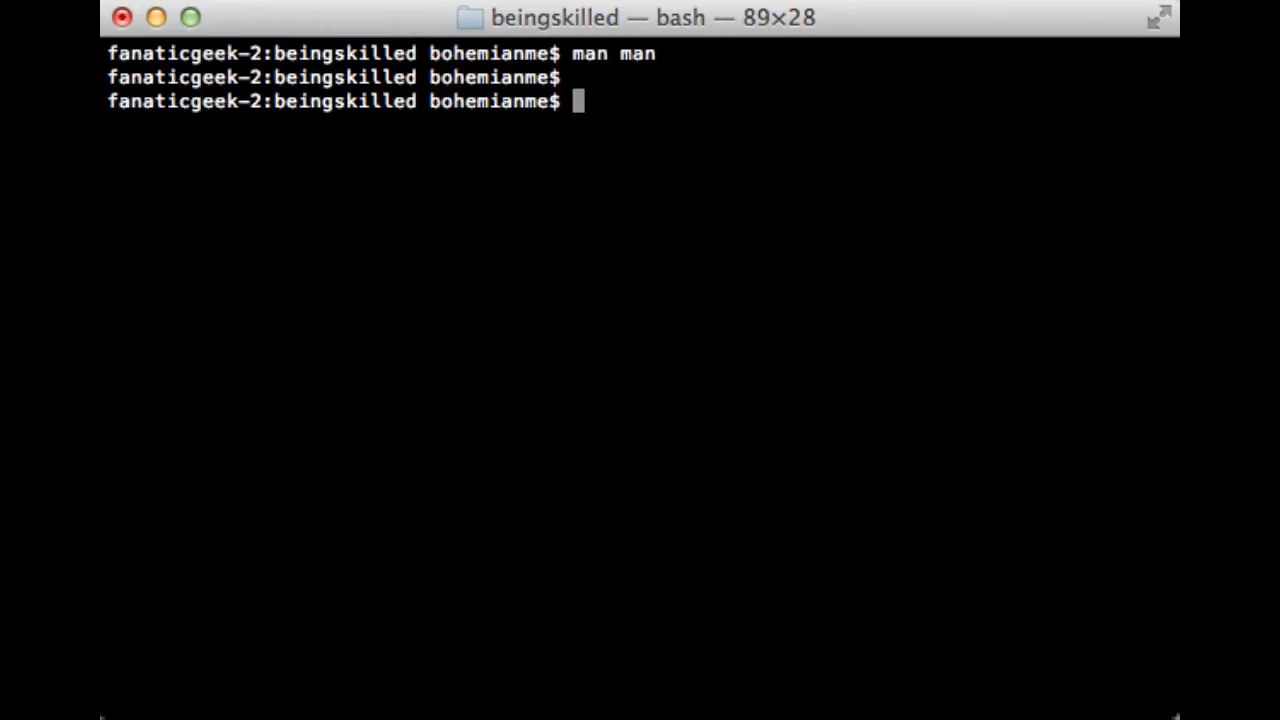 beingskilled — bash — 89×28
fanaticgeek-2:beingskilled bohemianme$ man man
fanaticgeek-2:beingskilled bohemianme$
fanaticgeek-2:beingskilled bohemianme$